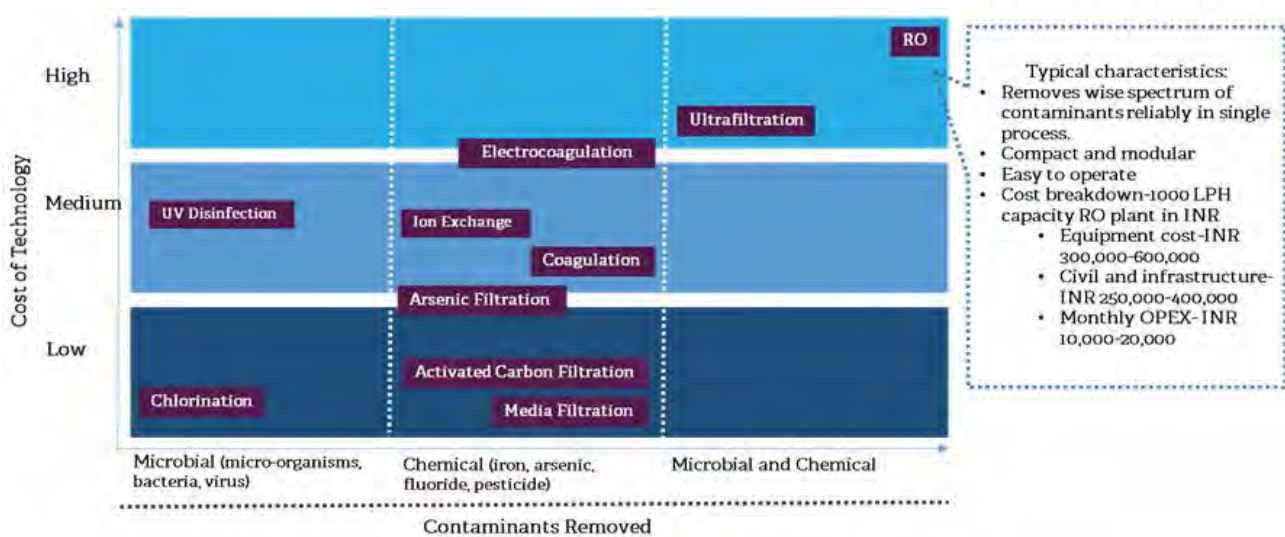 Cost of Technology
High
Medium
Low
RO
Ultrafiltration
Electrocoagulation
UV Disinfection
Ion Exchange
Coagulation
Arsenic Filtration
Activated Carbon Filtration
Chlorination
Media Filtration
Microbial (micro-organisms,
bacteria, virus)
Chemical (iron, arsenic,
fluoride, pesticide)
Microbial and Chemical
Contaminants Removed
Typical characteristics:
• Removes wise spectrum of
contaminants reliably in single
process.
• Compact and modular
• Easy to operate
• Cost breakdown-1000 LPH
capacity RO plant in INR
• Equipment cost-INR
300,000-600,000
• Civil and infrastructure-
INR 250,000-400,000
• Monthly OPEX- INR
10,000-20,000